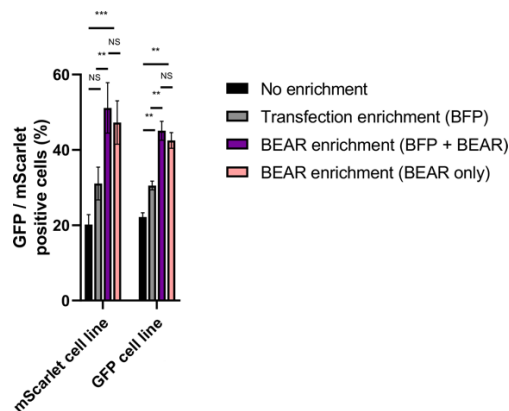 ***
NS
**
NS
**
**
**
NS
60
40
20
0
GFP / mScarlet
positive cells (%)
mScarlet cell line
GFP cell line
No enrichment
Transfection enrichment (BFP)
BEAR enrichment (BFP + BEAR)
BEAR enrichment (BEAR only)